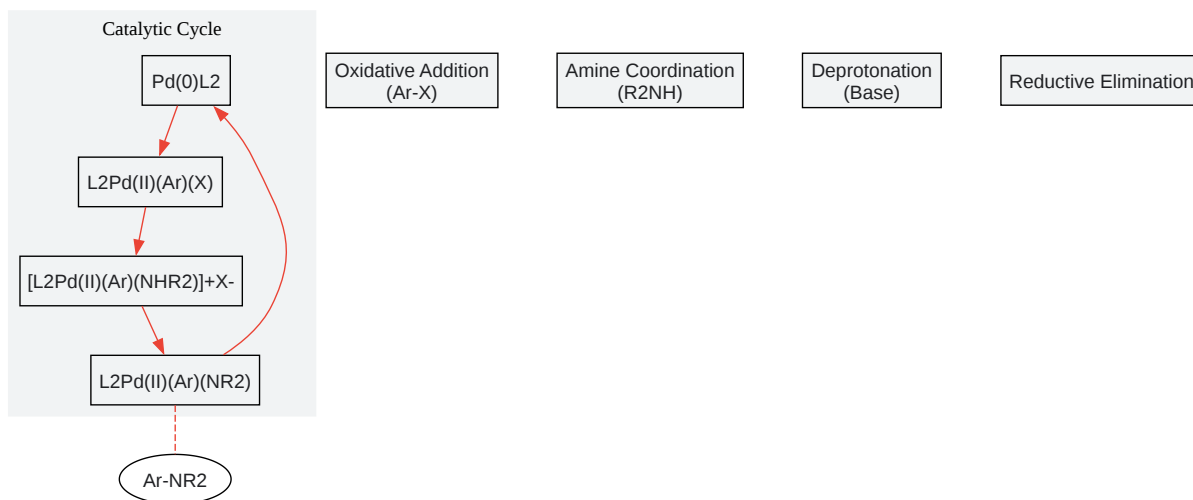 Catalytic Cycle
Pd(0)L2
Oxidative Addition
(Ar-X)
Amine Coordination
(R2NH)
Deprotonation
(Base)
Reductive Elimination
L2Pd(II)(Ar)(X)
[L2Pd(II)(Ar)(NHR2)]+X-
L2Pd(II)(Ar)(NR2)
Ar-NR2